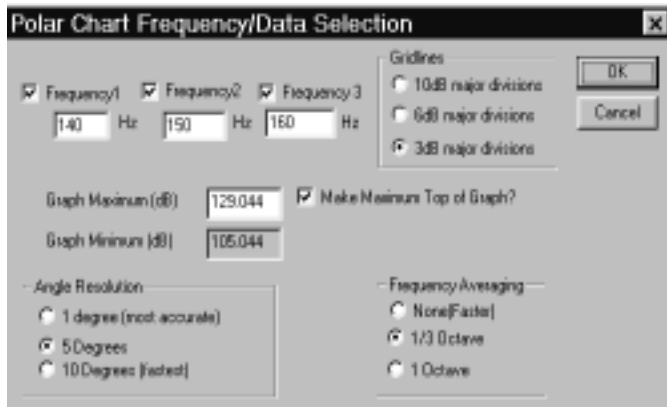 Polar Chart Frequency/Data Selection
Frequency1 Frequency2 Frequency 3
140 Hz 150 Hz 160 Hz
Gridlines
10dB major divisions
6dB major divisions
3dB major divisions
OK
Cancel
Graph Maximum (dB) 129.044 Make Maximum Top of Graph?
Graph Minimum (dB) 105.044
Angle Resolution
1 degree (most accurate)
5 Degrees
10 Degrees (fastest)
Frequency Averaging
None(Faster)
1/3 Octave
1 Octave